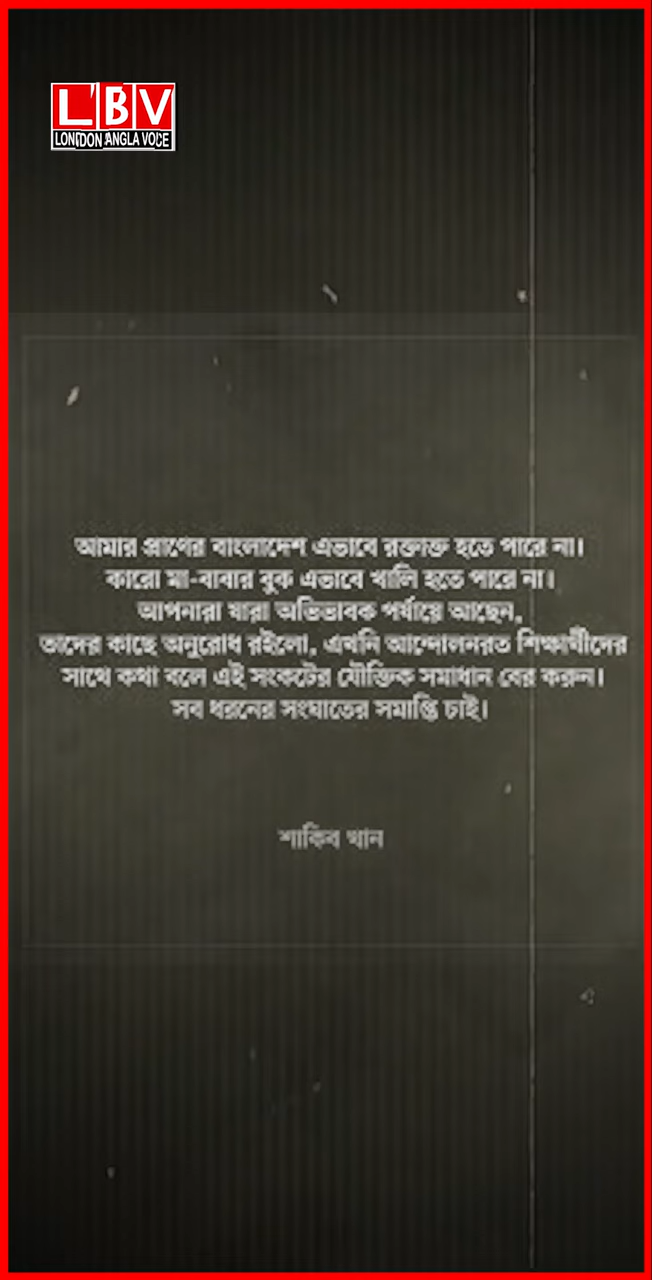 L'BV
LONDON ANGLA VOICE
আমার প্রাণের বাংলাদেশ এভাবে রক্তাক্ত হতে পারে না।
কারো মা-বাবার বুক এভাবে খালি হতে পারে না।
আপনারা যারা অভিভাবক পর্যায়ে আছেন,
তাদের কাছে অনুরোধ রইলো, এখনি আন্দোলনরত শিক্ষার্থীদের
সাথে কথা বলে এই সংকটের যৌক্তিক সমাধান বের করুন।
সব ধরনের সংঘাতের সমাপ্তি চাই।
শাকিব খান